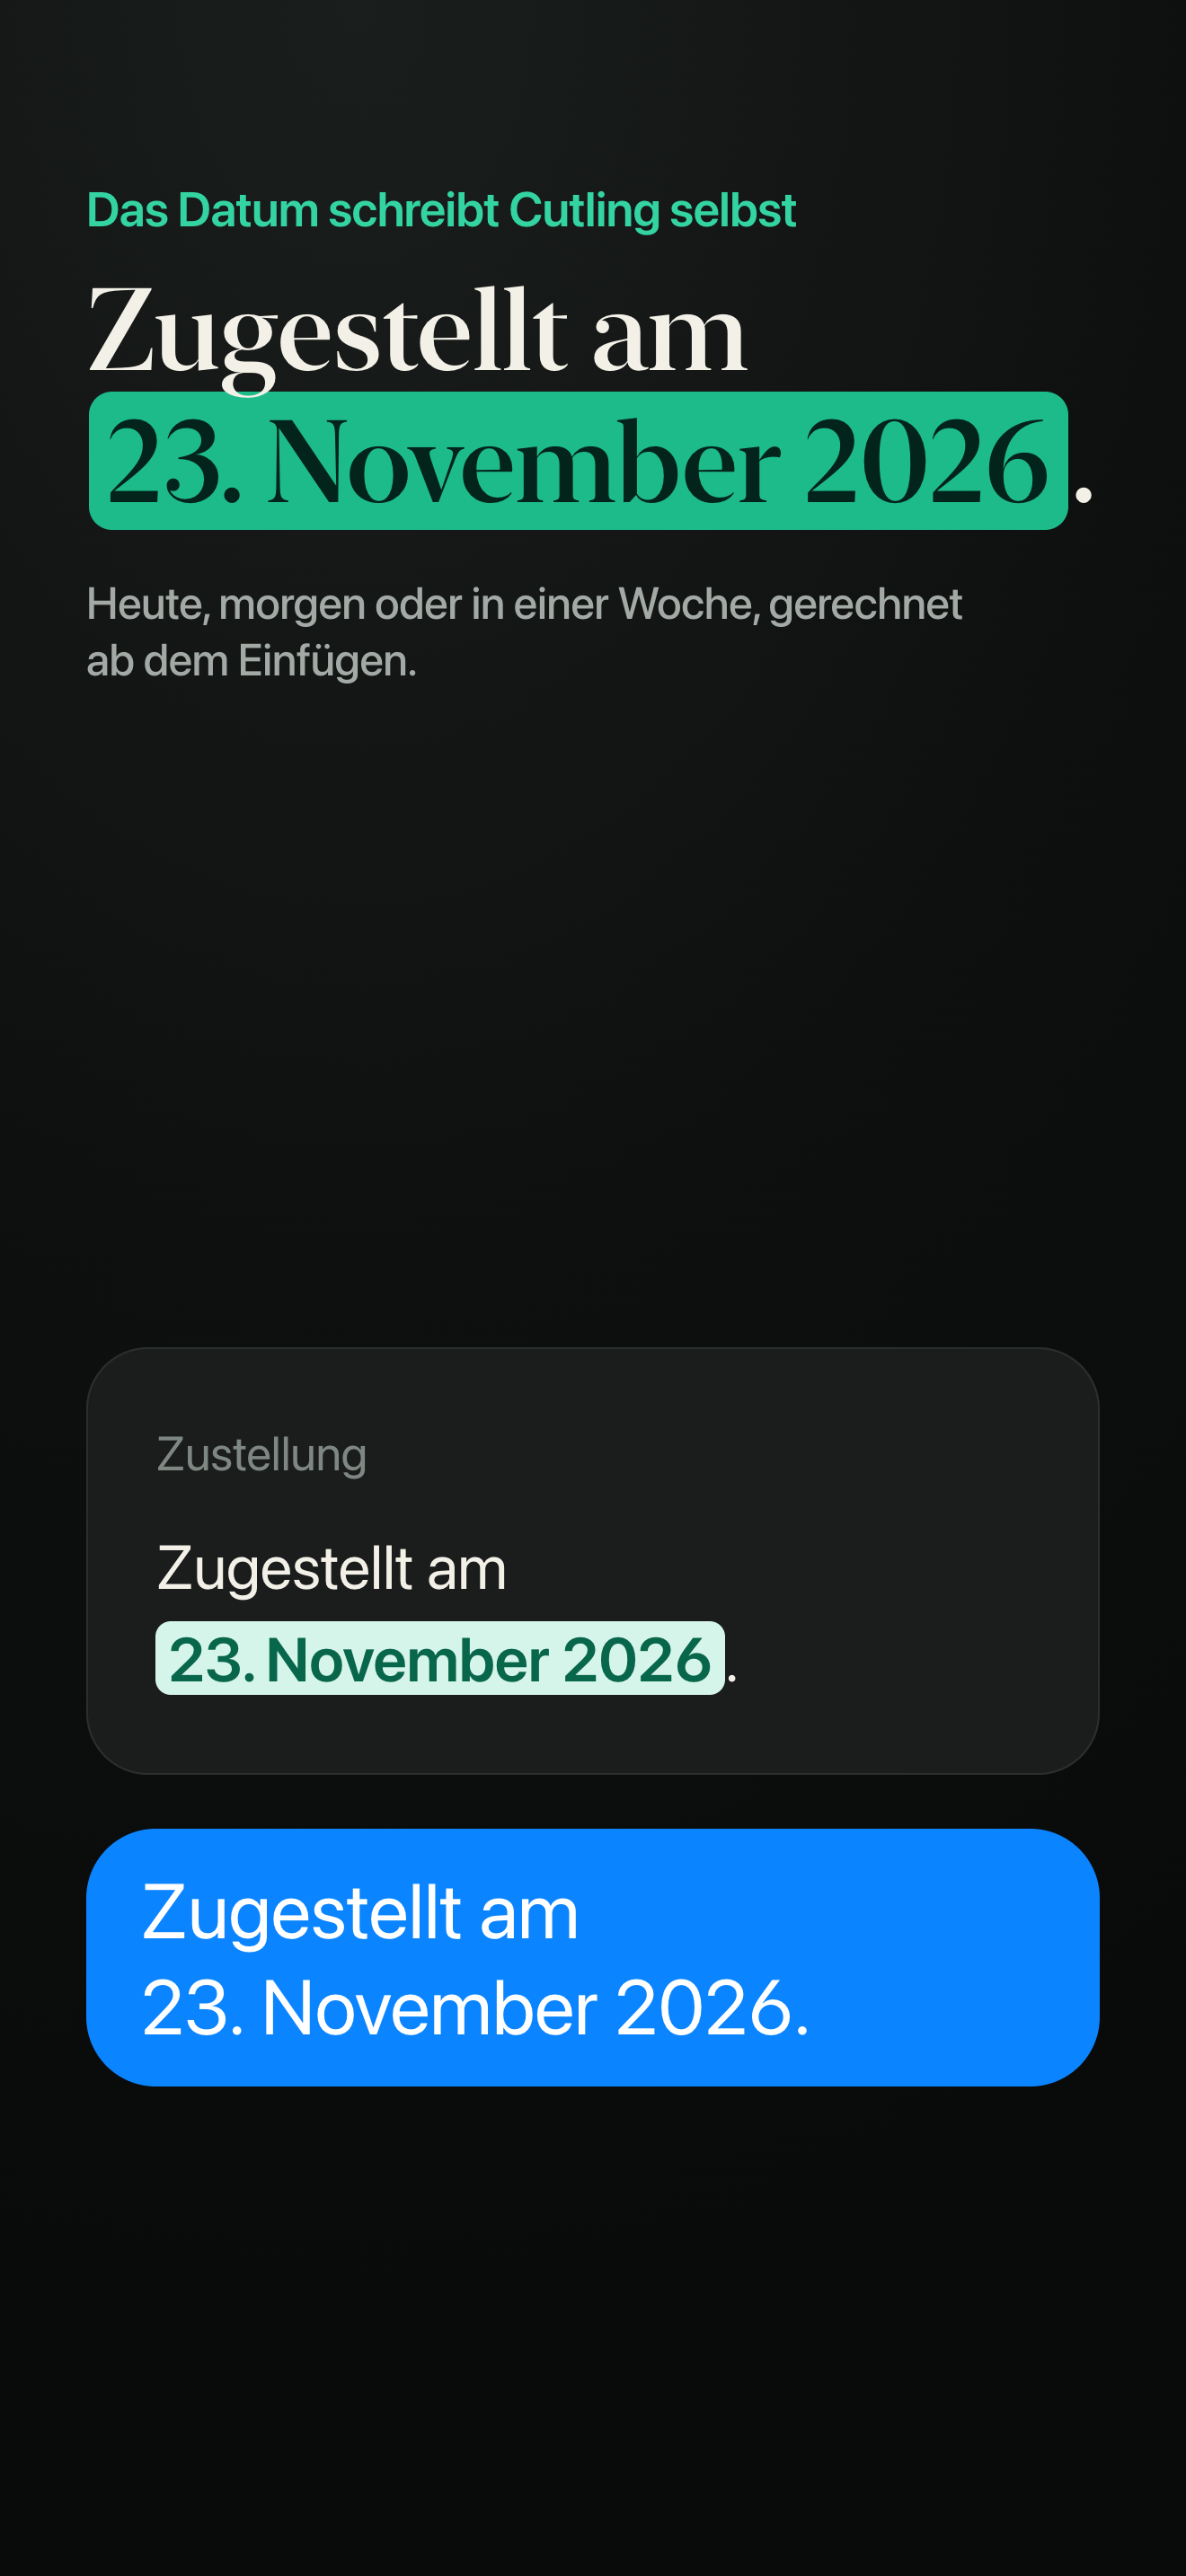 Das Datum schreibt Cutling selbst
Zugestellt am
23. November 2026.
Heute, morgen oder in einer Woche, gerechnet
ab dem Einfügen.
Zustellung
Zugestellt am
23. November 2026.
Zugestellt am
23. November 2026.